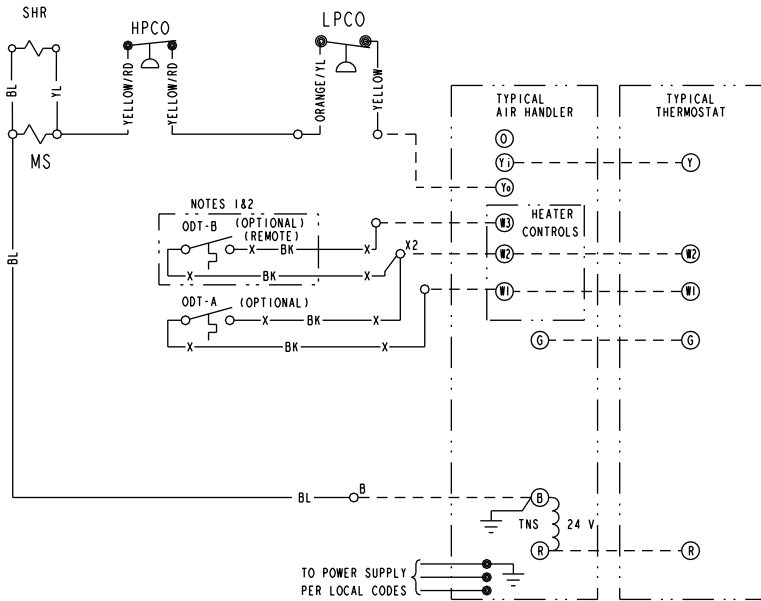 SHR
HPCO
LPCO
BL
YL
YELLOW/RD
YELLOW/RD
ORANGE/YL
YELLOW
MS
TYPICAL
AIR HANDLER
TYPICAL
THERMOSTAT
O
Yi
Y
Yo
NOTES 1&2
ODT-B (OPTIONAL)
(REMOTE)
X BK X
X BK X
X2
W3
HEATER
CONTROLS
W2
W2
BL
ODT-A (OPTIONAL)
X BK X
X BK X
W1
W1
G
G
BL
B
B
TNS 24 V
R
R
TO POWER SUPPLY
PER LOCAL CODES